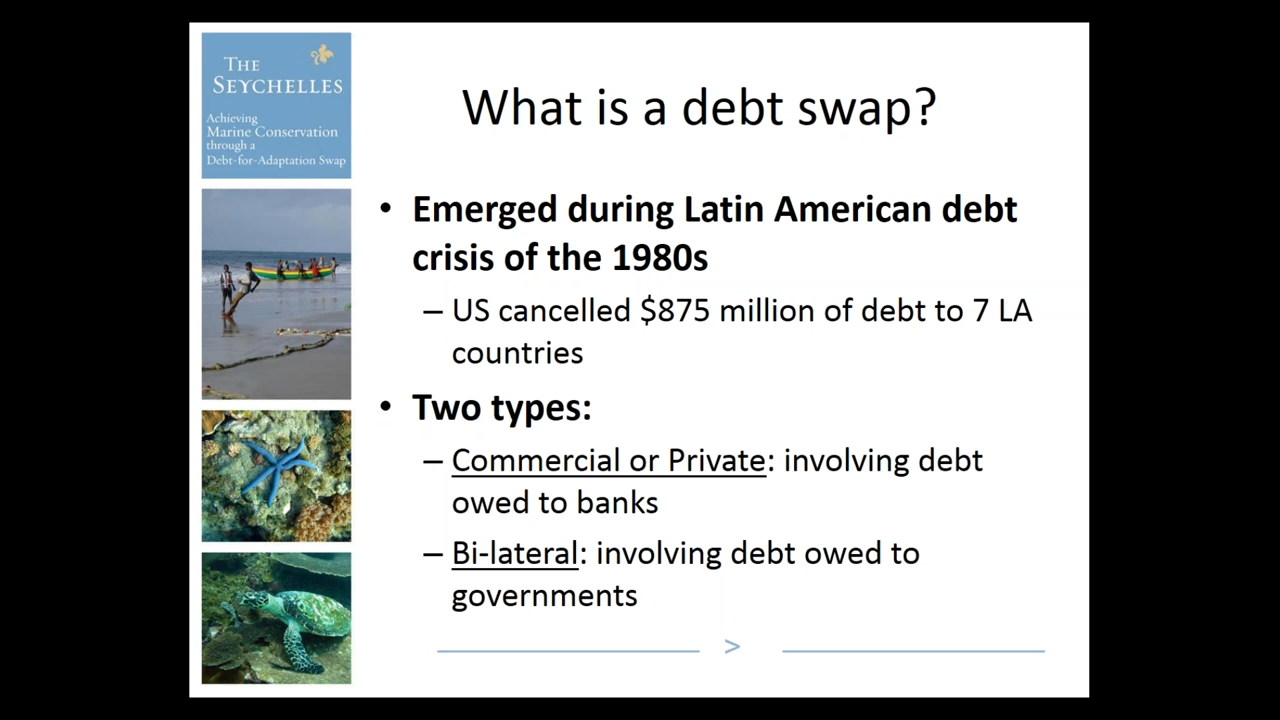 THE
SEYCHELLES
Achieving
Marine Conservation
through a
Debt-for-Adaptation Swap
What is a debt swap?
• Emerged during Latin American debt
crisis of the 1980s
– US cancelled $875 million of debt to 7 LA
countries
• Two types:
– Commercial or Private: involving debt
owed to banks
– Bi-lateral: involving debt owed to
governments
>